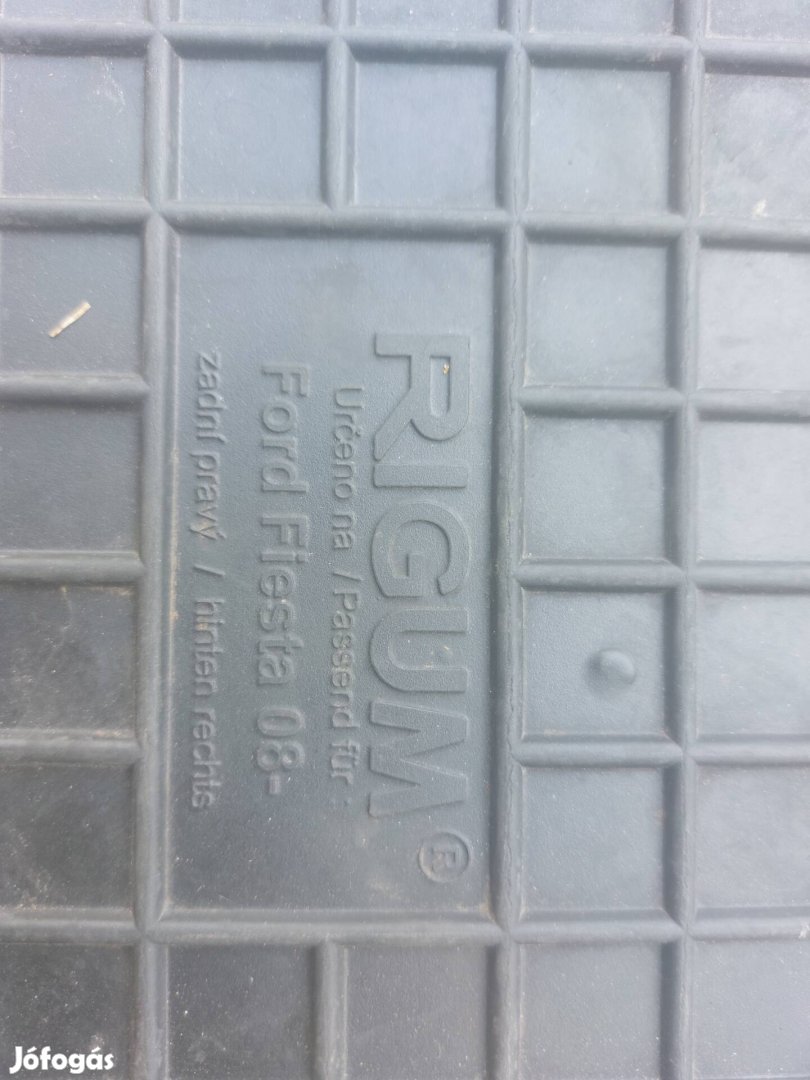 RIGUM®
Určeno na / Passend für :
Ford Fiesta 08-
zadní pravý / hinten rechts
Jófogás